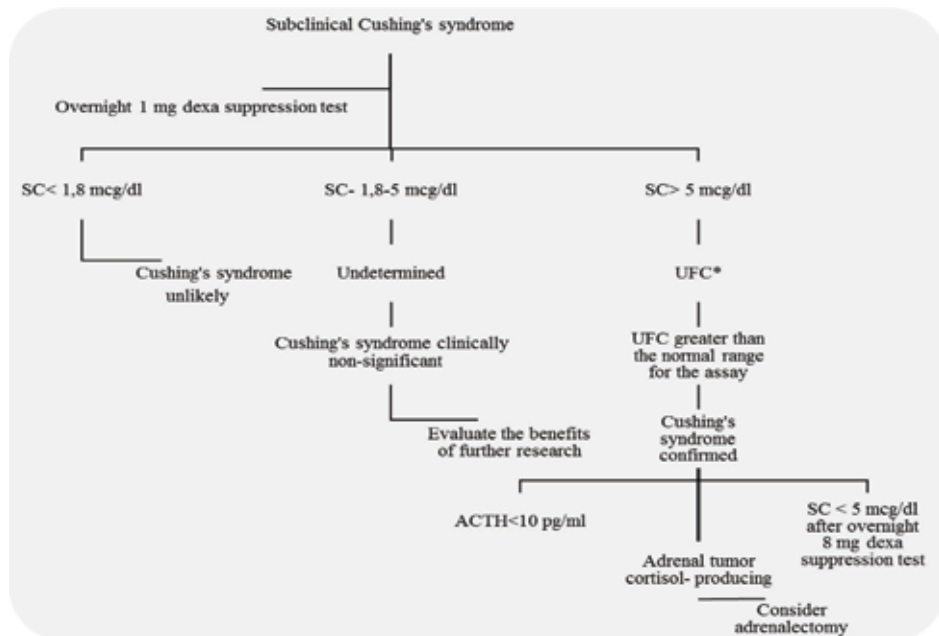 Subclinical Cushing's syndrome
Overnight 1 mg dexa suppression test
SC< 1,8 mcg/dl
SC- 1,8-5 mcg/dl
SC> 5 mcg/dl
Cushing's syndrome
unlikely
Undetermined
UFC*
Cushing's syndrome clinically
non-significant
UFC greater than
the normal range
for the assay
Evaluate the benefits
of further research
Cushing's
syndrome
confirmed
ACTH<10 pg/ml
Adrenal tumor
cortisol- producing
SC < 5 mcg/dl
after overnight
8 mg dexa
suppression test
Consider
adrenalectomy